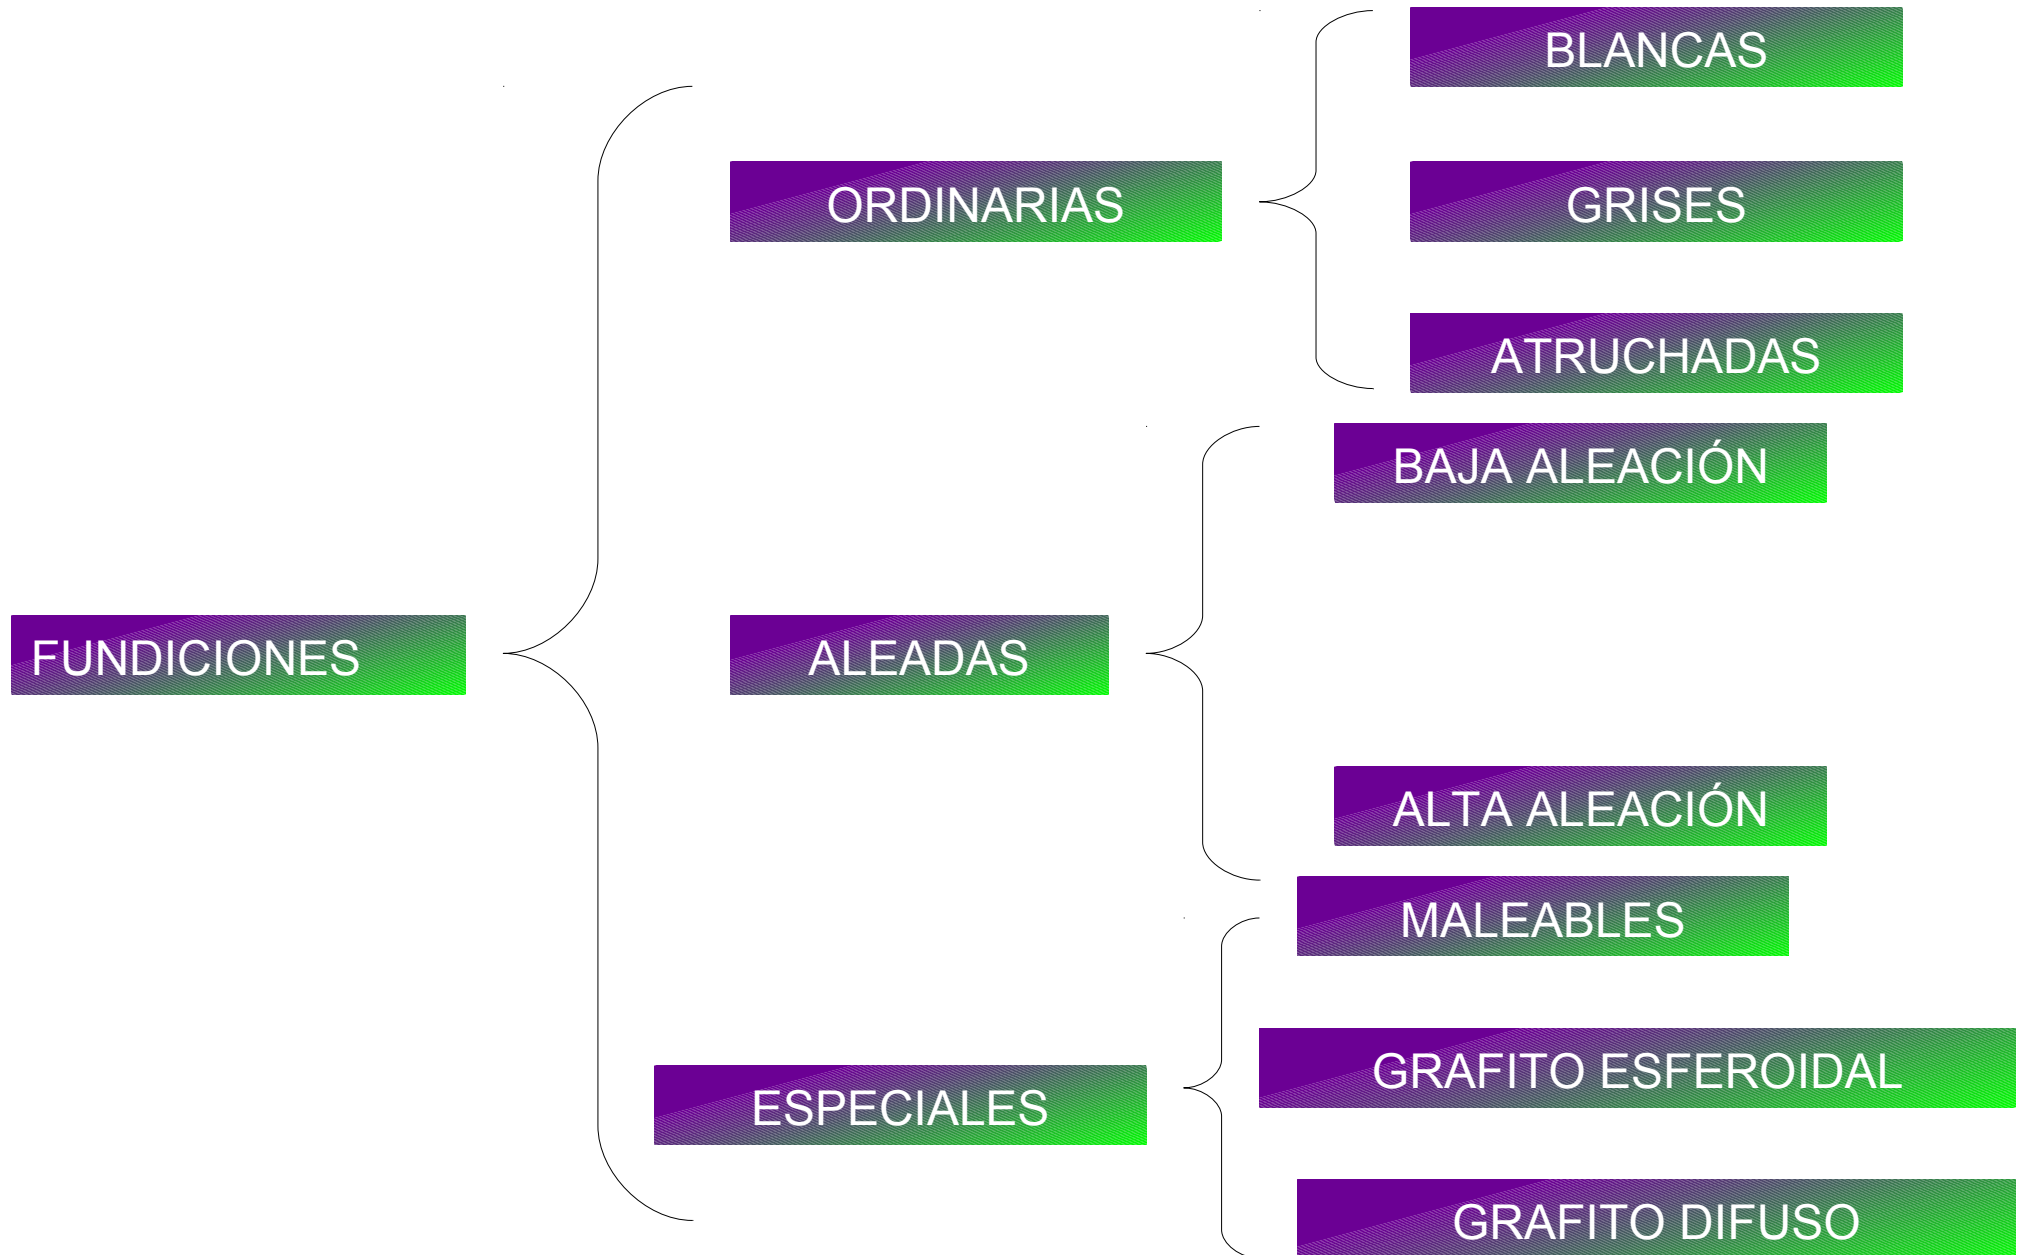 FUNDICIONES
ORDINARIAS
BLANCAS
GRISES
ATRUCHADAS
ALEADAS
BAJA ALEACIÓN
ALTA ALEACIÓN
ESPECIALES
MALEABLES
GRAFITO ESFEROIDAL
GRAFITO DIFUSO